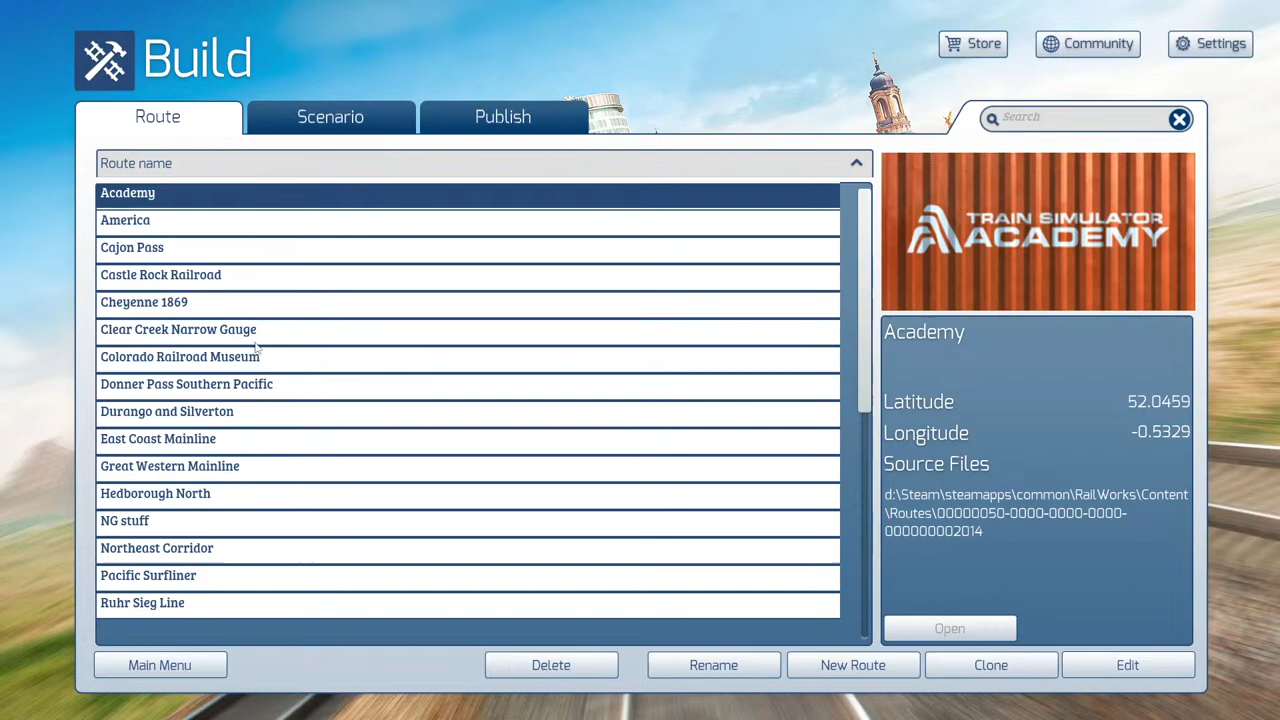 Build
Store
Community
Settings
Route
Scenario
Publish
Search
Route name
Academy
America
Cajon Pass
Castle Rock Railroad
Cheyenne 1869
Clear Creek Narrow Gauge
Colorado Railroad Museum
Donner Pass Southern Pacific
Durango and Silverton
East Coast Mainline
Great Western Mainline
Hedborough North
NG stuff
Northeast Corridor
Pacific Surfliner
Ruhr Sieg Line
TRAIN SIMULATOR
ACADEMY
Academy
Latitude 52.0459
Longitude -0.5329
Source Files
d:\Steam\steamapps\common\RailWorks\Content
\Routes\00000050-0000-0000-0000-
000000002014
Open
Main Menu
Delete
Rename
New Route
Clone
Edit